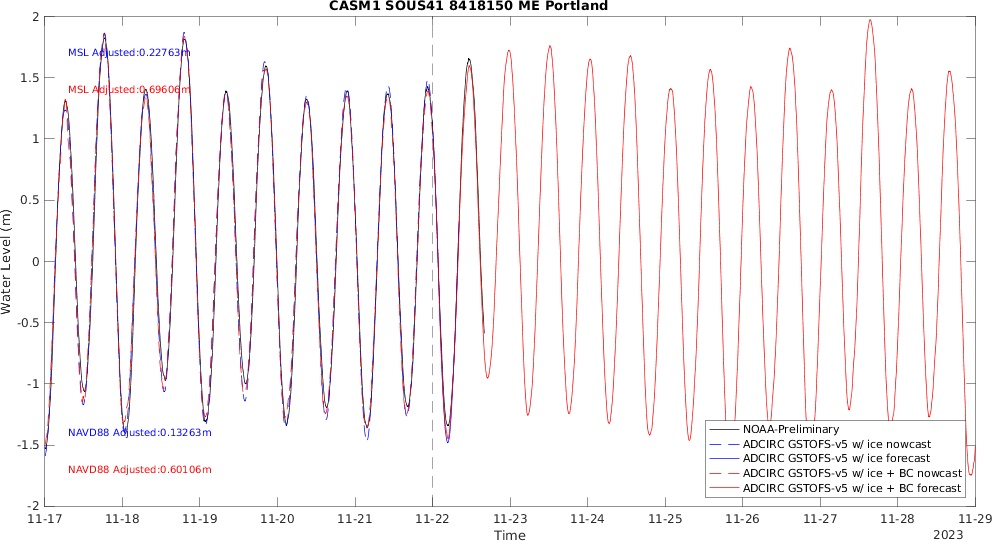 CASM1 SOUS41 8418150 ME Portland
2
1.5
1
0.5
0
-0.5
-1
-1.5
-2
Water Level (m)
MSL Adjusted:0.22763m
MSL Adjusted:0.69606m
NAVD88 Adjusted:0.13263m
NAVD88 Adjusted:0.60106m
NOAA-Preliminary
ADCIRC GSTOFS-v5 w/ ice nowcast
ADCIRC GSTOFS-v5 w/ ice forecast
ADCIRC GSTOFS-v5 w/ ice + BC nowcast
ADCIRC GSTOFS-v5 w/ ice + BC forecast
11-17 11-18 11-19 11-20 11-21 11-22 11-23 11-24 11-25 11-26 11-27 11-28 11-29
Time
2023